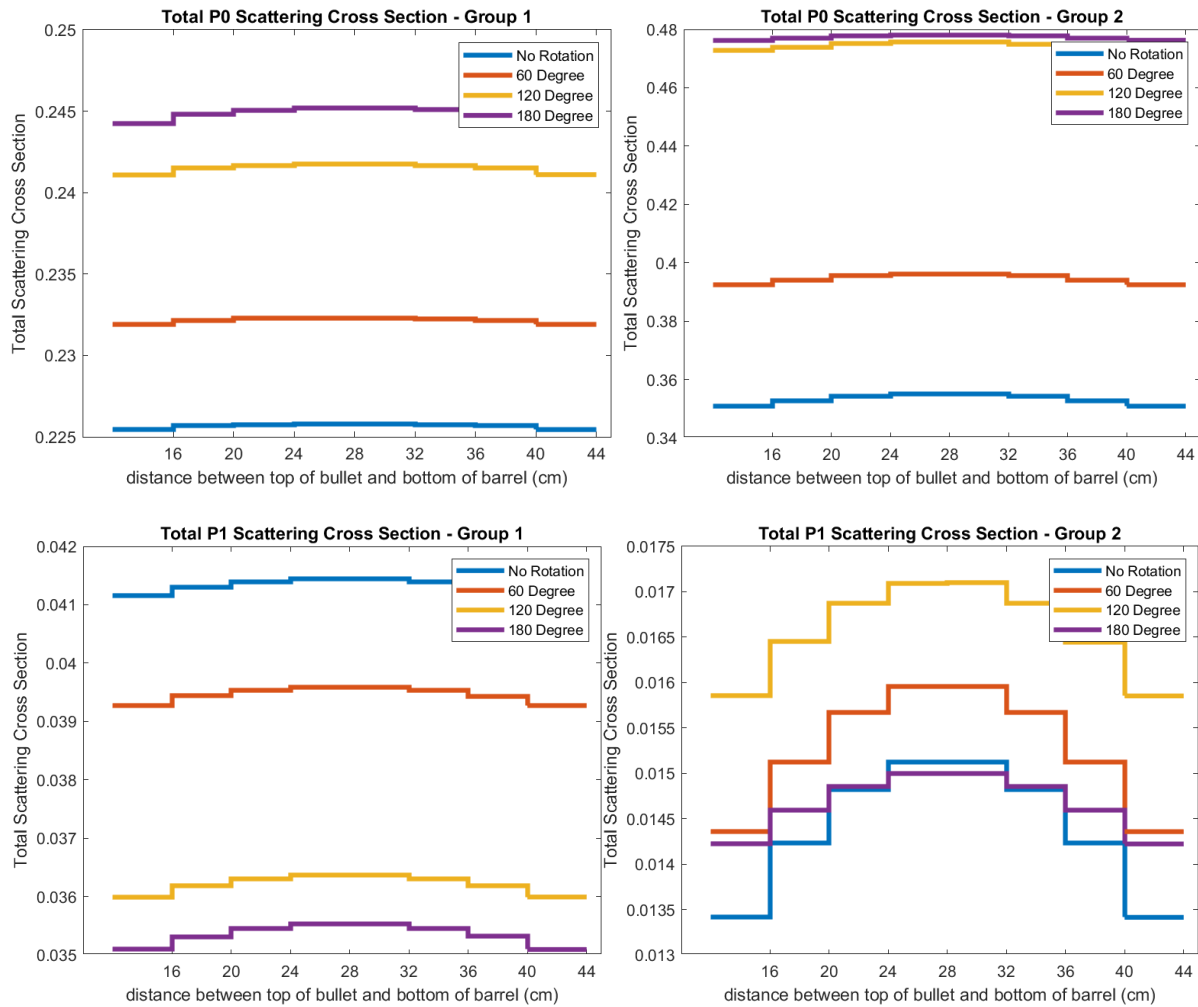 Total P0 Scattering Cross Section - Group 1
0.25
0.245
0.24
0.235
0.23
0.225
Total Scattering Cross Section
No Rotation
60 Degree
120 Degree
180 Degree
16 20 24 28 32 36 40 44
distance between top of bullet and bottom of barrel (cm)
Total P0 Scattering Cross Section - Group 2
0.48
0.46
0.44
0.42
0.4
0.38
0.36
0.34
Total Scattering Cross Section
No Rotation
60 Degree
120 Degree
180 Degree
16 20 24 28 32 36 40 44
distance between top of bullet and bottom of barrel (cm)
Total P1 Scattering Cross Section - Group 1
0.042
0.041
0.04
0.039
0.038
0.037
0.036
0.035
Total Scattering Cross Section
No Rotation
60 Degree
120 Degree
180 Degree
16 20 24 28 32 36 40 44
distance between top of bullet and bottom of barrel (cm)
Total P1 Scattering Cross Section - Group 2
0.0175
0.017
0.0165
0.016
0.0155
0.015
0.0145
0.014
0.0135
0.013
Total Scattering Cross Section
No Rotation
60 Degree
120 Degree
180 Degree
16 20 24 28 32 36 40 44
distance between top of bullet and bottom of barrel (cm)